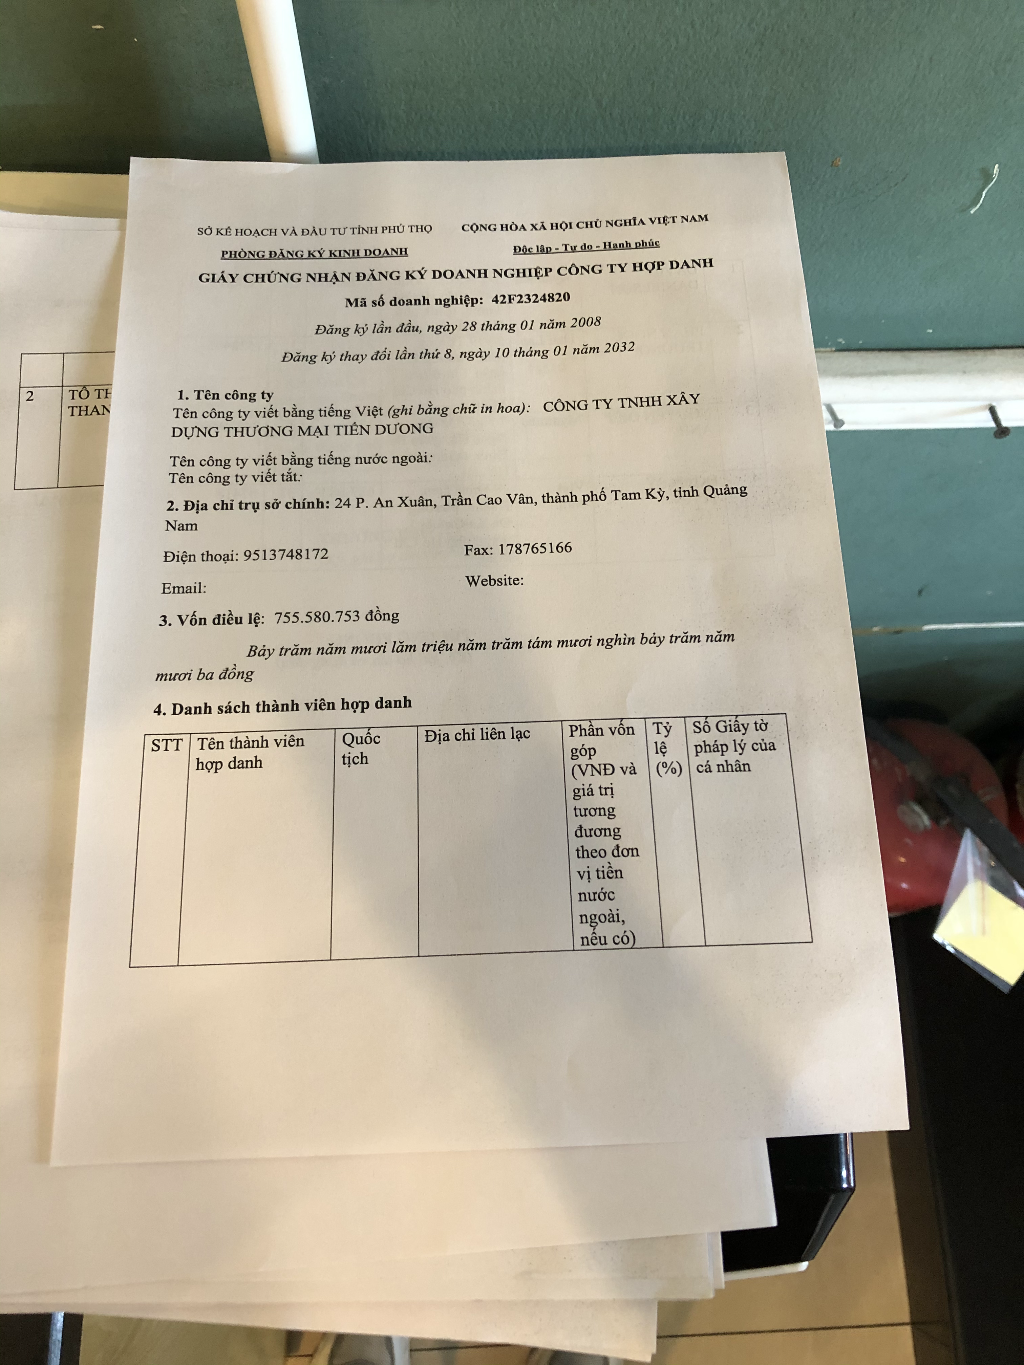 SỞ KẾ HOẠCH VÀ ĐẦU TƯ TỈNH PHÚ THỌ
CỘNG HÒA XÃ HỘI CHỦ NGHĨA VIỆT NAM
PHÒNG ĐĂNG KÝ KINH DOANH
Độc lập - Tự do - Hạnh phúc
GIẤY CHỨNG NHẬN ĐĂNG KÝ DOANH NGHIỆP CÔNG TY HỢP DANH
Mã số doanh nghiệp: 42F2324820
Đăng ký lần đầu, ngày 28 tháng 01 năm 2008
Đăng ký thay đổi lần thứ 8, ngày 10 tháng 01 năm 2032
1. Tên công ty
Tên công ty viết bằng tiếng Việt (ghi bằng chữ in hoa): CÔNG TY TNHH XÂY
DỰNG THƯƠNG MẠI TIẾN DƯƠNG
Tên công ty viết bằng tiếng nước ngoài:
Tên công ty viết tắt:
2. Địa chỉ trụ sở chính: 24 P. An Xuân, Trần Cao Vân, thành phố Tam Kỳ, tỉnh Quảng
Nam
Điện thoại: 9513748172
Fax: 178765166
Email:
Website:
3. Vốn điều lệ: 755.580.753 đồng
Bảy trăm năm mươi lăm triệu năm trăm tám mươi nghìn bảy trăm năm
mươi ba đồng
4. Danh sách thành viên hợp danh
STT
Tên thành viên
hợp danh
Quốc
tịch
Địa chỉ liên lạc
Phần vốn
góp
(VNĐ và
giá trị
tương
đương
theo đơn
vị tiền
nước
ngoài,
nếu có)
Tỷ
lệ
(%)
Số Giấy tờ
pháp lý của
cá nhân
2
TÔ TH
THAN